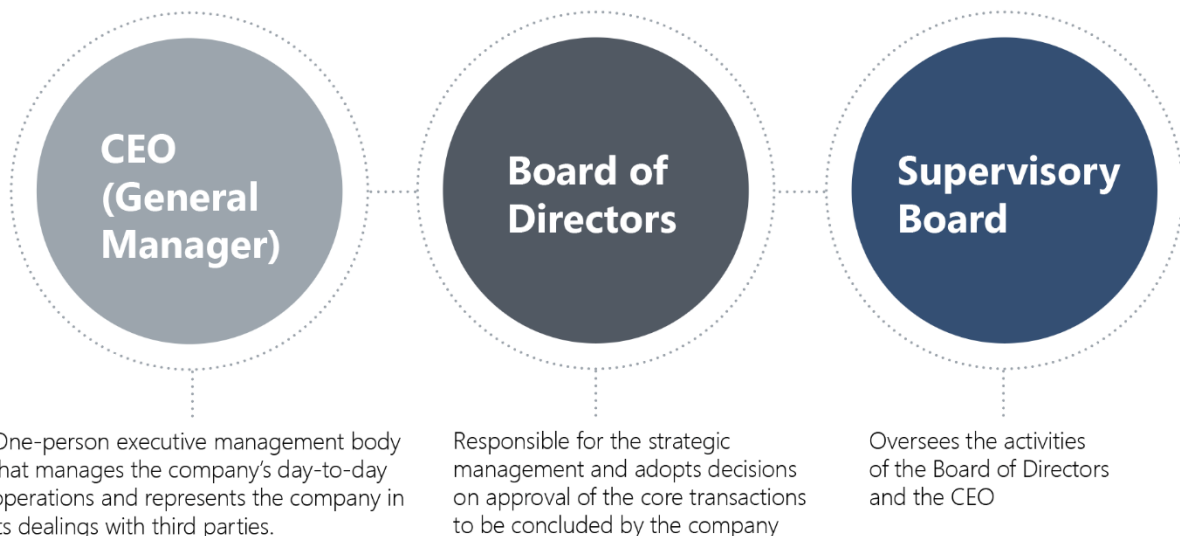 CEO
(General
Manager)
Board of
Directors
Supervisory
Board
One-person executive management body
that manages the company's day-to-day
operations and represents the company in
its dealings with third parties.
Responsible for the strategic
management and adopts decisions
on approval of the core transactions
to be concluded by the company
Oversees the activities
of the Board of Directors
and the CEO